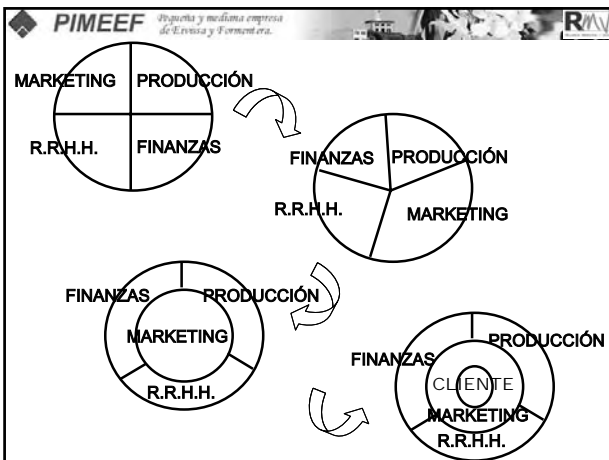 PIMEEF
Pequeña y mediana empresa
de Eivissa y Formentera.
RMV
MARKETING
PRODUCCIÓN
R.R.H.H.
FINANZAS
FINANZAS
PRODUCCIÓN
R.R.H.H.
MARKETING
FINANZAS
PRODUCCIÓN
MARKETING
R.R.H.H.
PRODUCCIÓN
FINANZAS
CLIENTE
MARKETING
R.R.H.H.